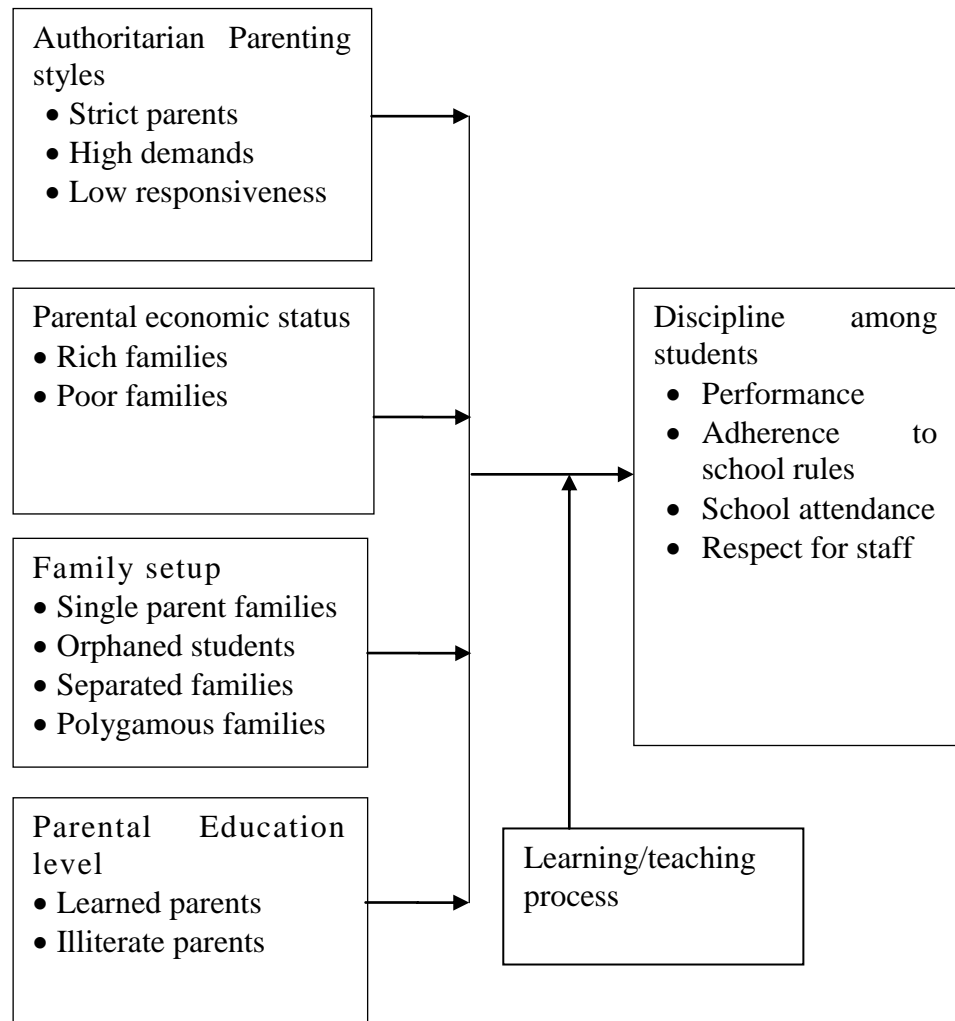 Authoritarian Parenting
styles
• Strict parents
• High demands
• Low responsiveness
Parental economic status
• Rich families
• Poor families
Family setup
• Single parent families
• Orphaned students
• Separated families
• Polygamous families
Parental Education
level
• Learned parents
• Illiterate parents
Discipline among
students
• Performance
• Adherence to
school rules
• School attendance
• Respect for staff
Learning/teaching
process